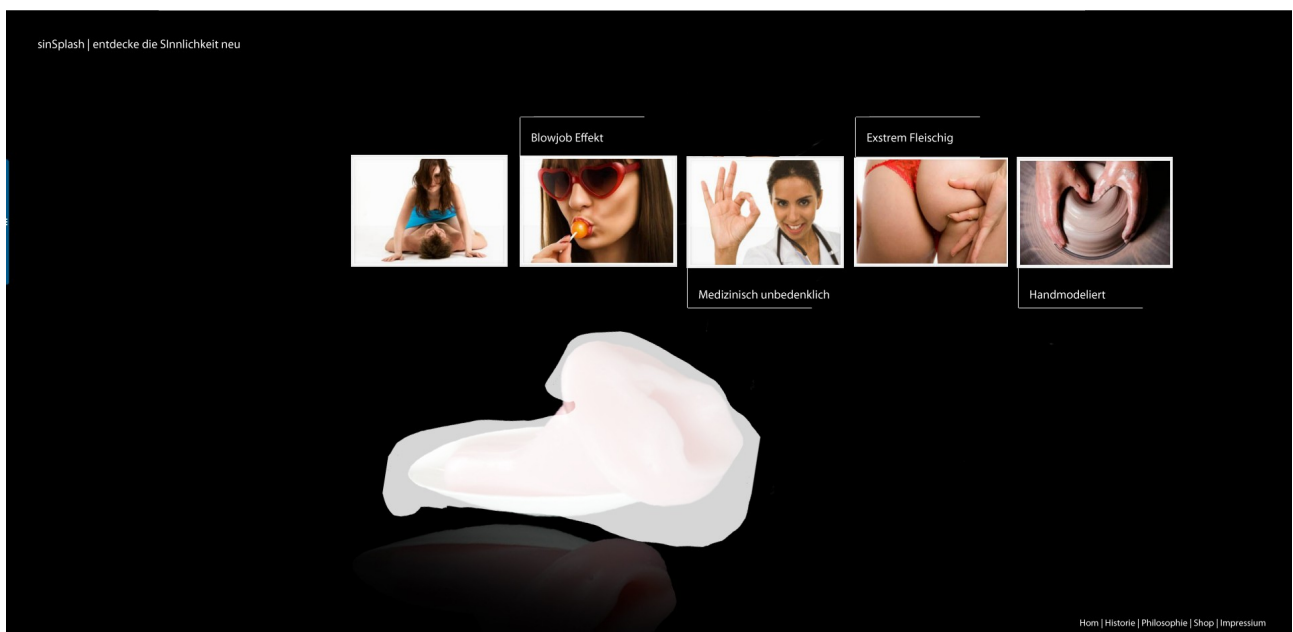 sinSplash | entdecke die SInnlichkeit neu
Blowjob Effekt
Exstrem Fleischig
Medizinisch unbedenklich
Handmodeliert
Hom | Historie | Philosophie | Shop | Impressium